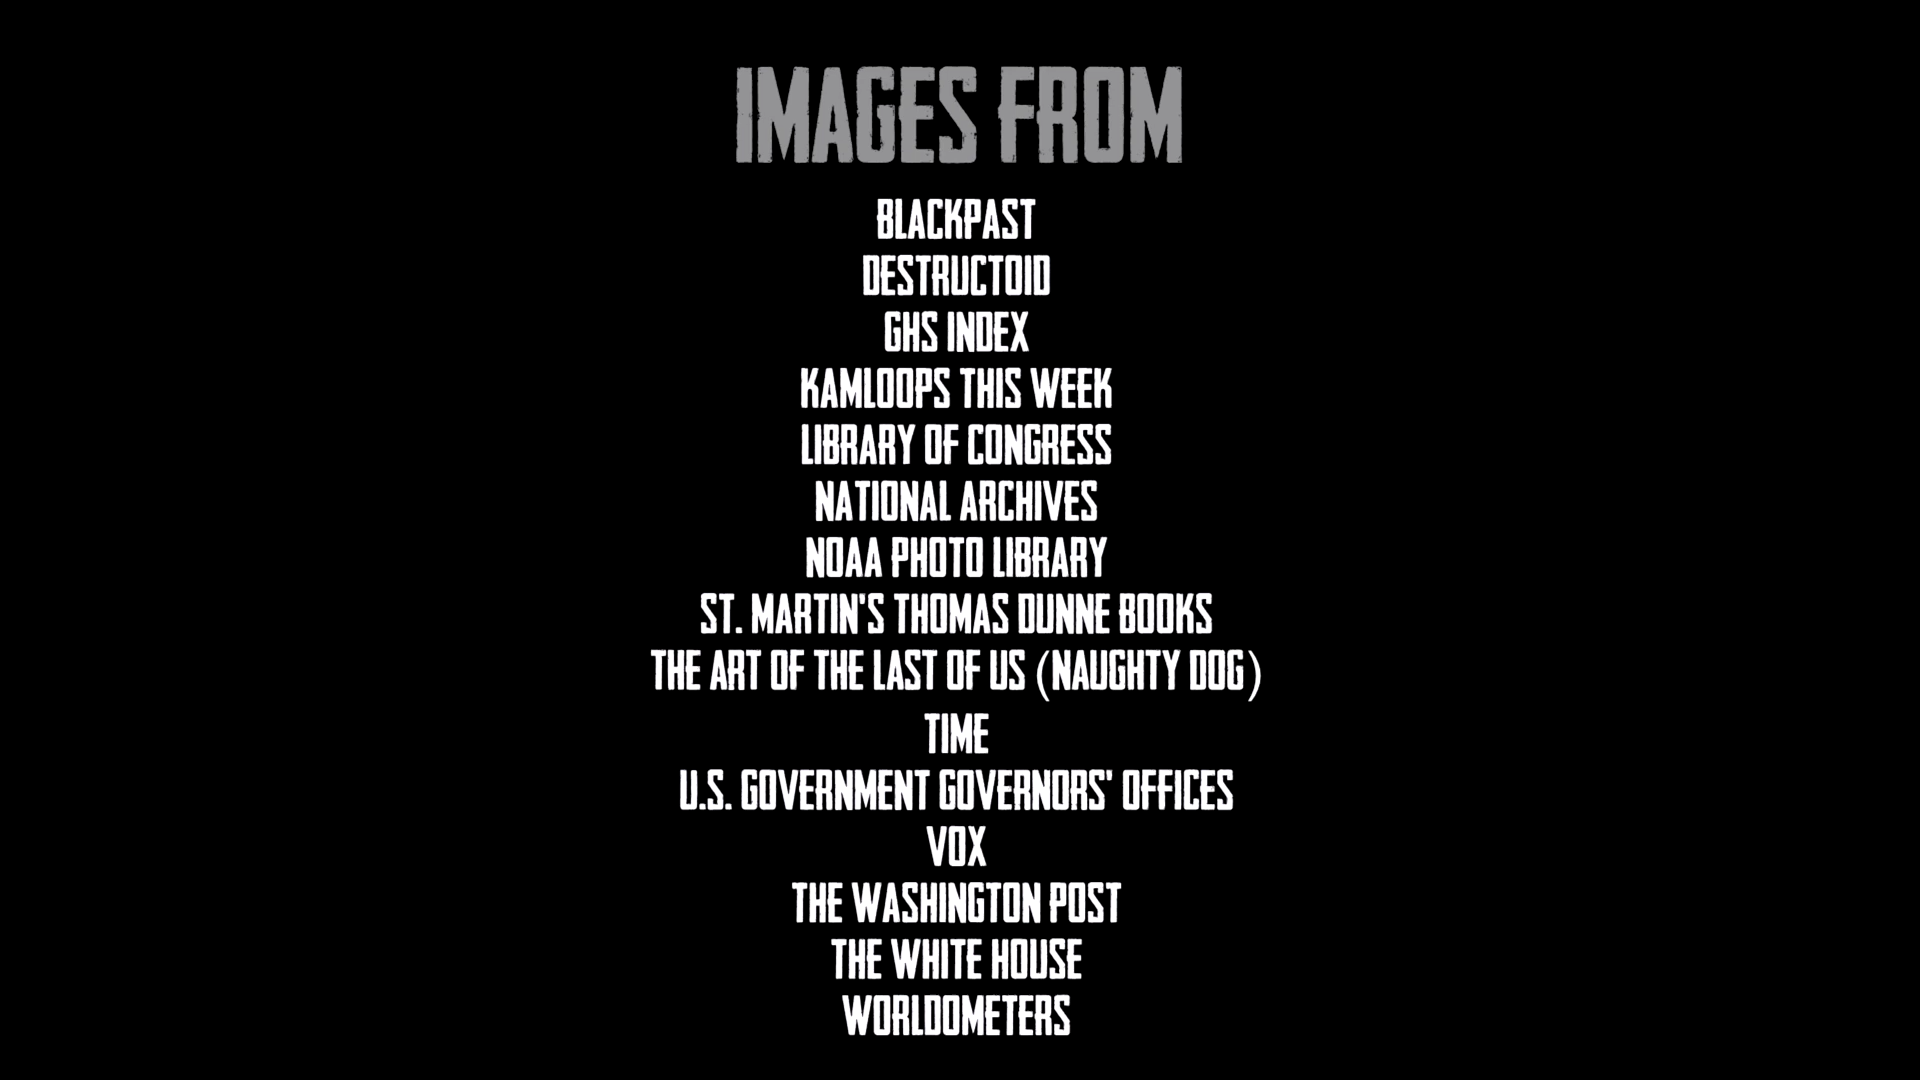 IMAGES FROM
BLACKPAST
DESTRUCTOID
GHS INDEX
KAMLOOPS THIS WEEK
LIBRARY OF CONGRESS
NATIONAL ARCHIVES
NOAA PHOTO LIBRARY
ST. MARTIN'S THOMAS DUNNE BOOKS
THE ART OF THE LAST OF US (NAUGHTY DOG)
TIME
U.S. GOVERNMENT GOVERNORS' OFFICES
VOX
THE WASHINGTON POST
THE WHITE HOUSE
WORLDOMETERS